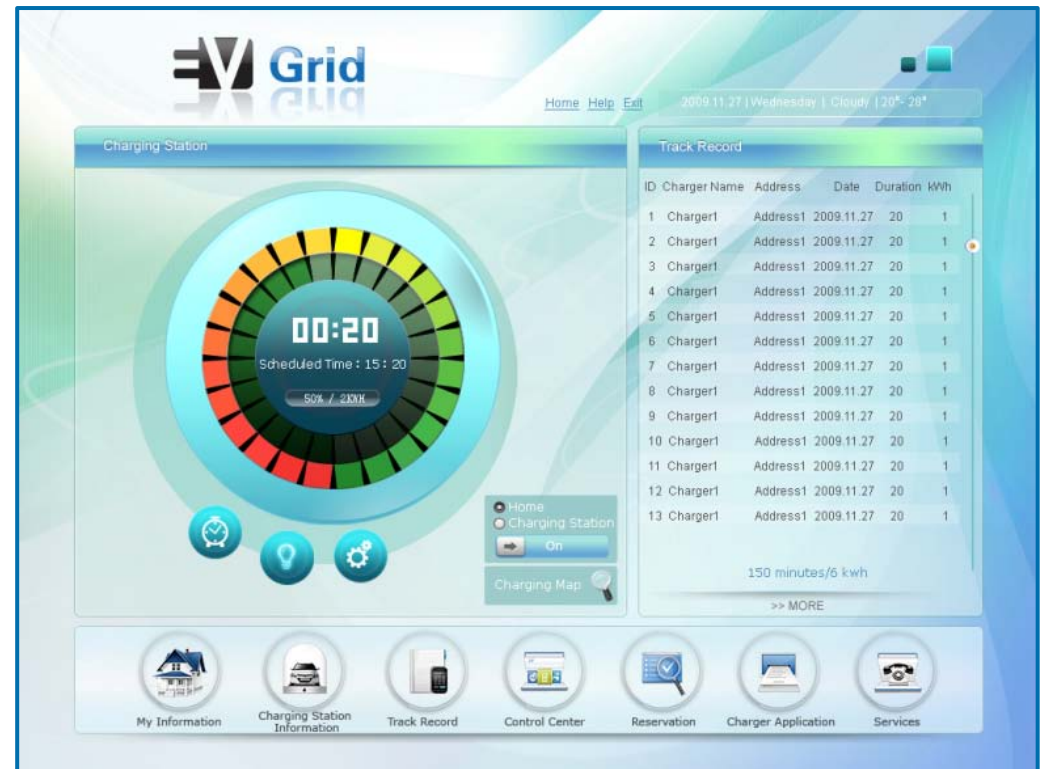 EV Grid
Home Help Exit
2009.11.27 | Wednesday | Cloudy | 20°- 28°
Charging Station
00:20
Scheduled Time : 15 : 20
50% / 2KWH
Home
Charging Station
On
Charging Map
Track Record
ID Charger Name Address Date Duration kWh
1 Charger1 Address1 2009.11.27 20 1
2 Charger1 Address1 2009.11.27 20 1
3 Charger1 Address1 2009.11.27 20 1
4 Charger1 Address1 2009.11.27 20 1
5 Charger1 Address1 2009.11.27 20 1
6 Charger1 Address1 2009.11.27 20 1
7 Charger1 Address1 2009.11.27 20 1
8 Charger1 Address1 2009.11.27 20 1
9 Charger1 Address1 2009.11.27 20 1
10 Charger1 Address1 2009.11.27 20 1
11 Charger1 Address1 2009.11.27 20 1
12 Charger1 Address1 2009.11.27 20 1
13 Charger1 Address1 2009.11.27 20 1
150 minutes/6 kwh
>> MORE
My Information
Charging Station
Information
Track Record
Control Center
Reservation
Charger Application
Services